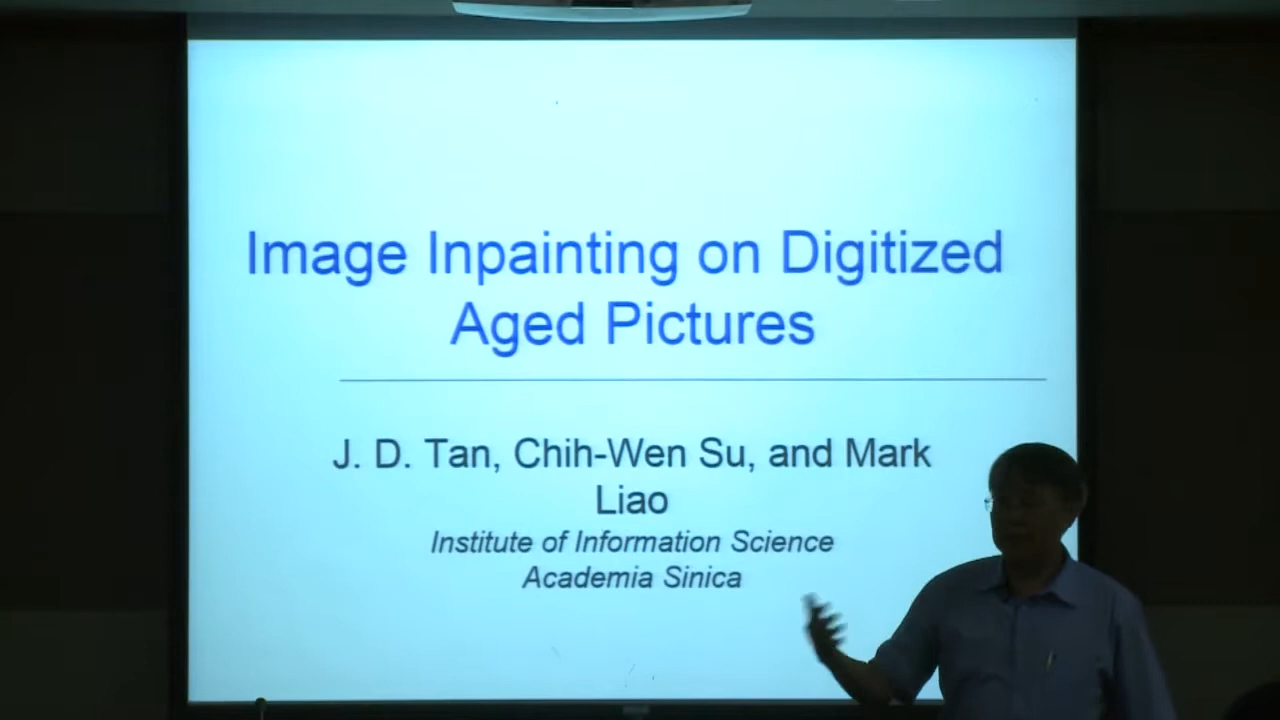 Image Inpainting on Digitized
Aged Pictures
J. D. Tan, Chih-Wen Su, and Mark
Liao
Institute of Information Science
Academia Sinica